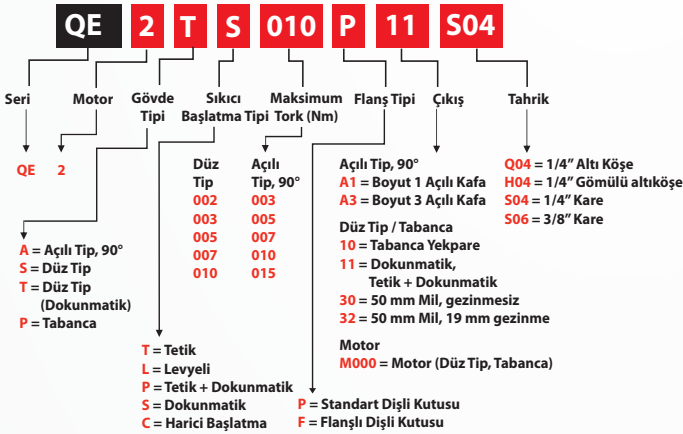 QE 2 T S 010 P 11 S04
Seri
Motor
Gövde
Tipi
Sıkıcı
Başlatma Tipi
Maksimum
Tork (Nm)
Flanş Tipi
Çıkış
Tahrik
QE
2
A = Açılı Tip, 90°
S = Düz Tip
T = Düz Tip
(Dokunmatik)
P = Tabanca
T = Tetik
L = Levyeli
P = Tetik + Dokunmatik
S = Dokunmatik
C = Harici Başlatma
Düz
Tip
002
003
005
007
010
Açılı
Tip, 90°
003
005
007
010
015
P = Standart Dişli Kutusu
F = Flanşlı Dişli Kutusu
Açılı Tip, 90°
A1 = Boyut 1 Açılı Kafa
A3 = Boyut 3 Açılı Kafa
Düz Tip / Tabanca
10 = Tabanca Yekpare
11 = Dokunmatik,
Tetik + Dokunmatik
30 = 50 mm Mil, gezinmesiz
32 = 50 mm Mil, 19 mm gezinme
Motor
M000 = Motor (Düz Tip, Tabanca)
Q04 = 1/4” Altı Köşe
H04 = 1/4” Gömülü altıköşe
S04 = 1/4” Kare
S06 = 3/8” Kare